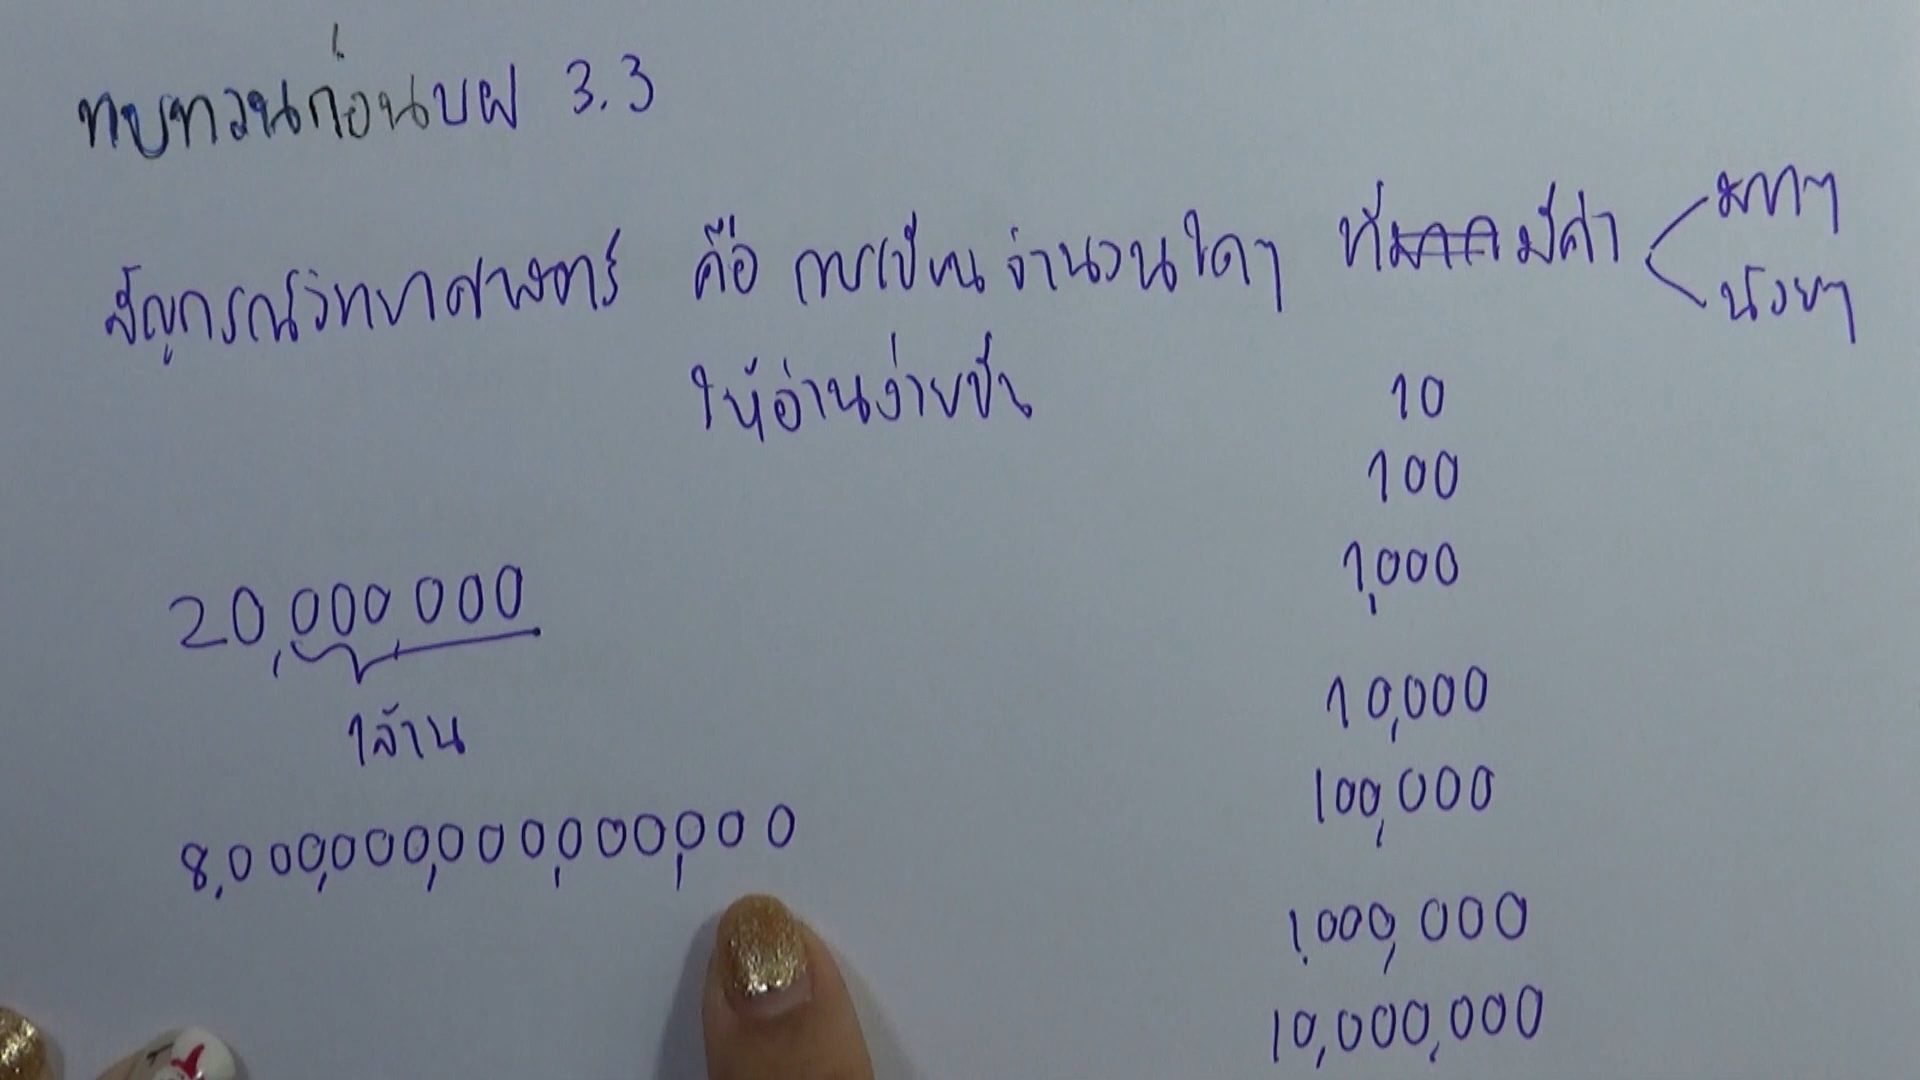 ทบทวนก่อนบฝ 3.3
สัญกรณ์วิทยาศาสตร์ คือ การเขียนจำนวนใดๆ ที่มีค่า
มากๆ
น้อยๆ
ให้อ่านง่ายขึ้น
20,000,000
1ล้าน
8,000,000,000,000,000
10
100
1,000
10,000
100,000
1,000,000
10,000,000